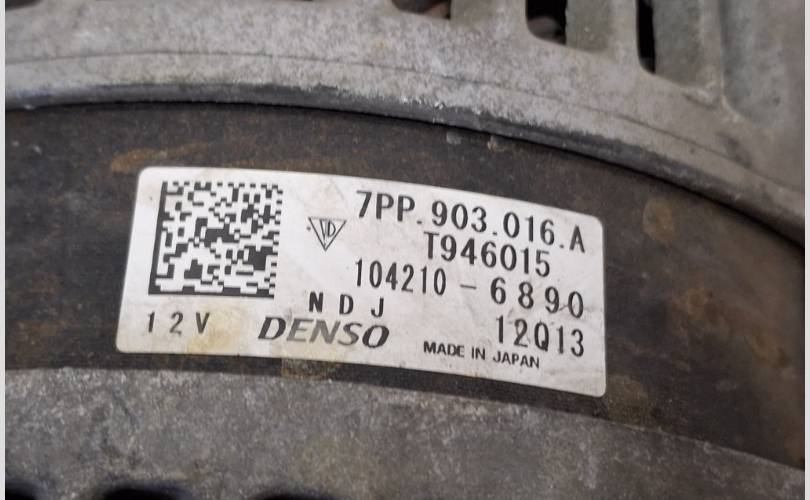 7PP.903.016.A
T946015
104210-6890
NDJ
12V DENSO 12Q13
MADE IN JAPAN